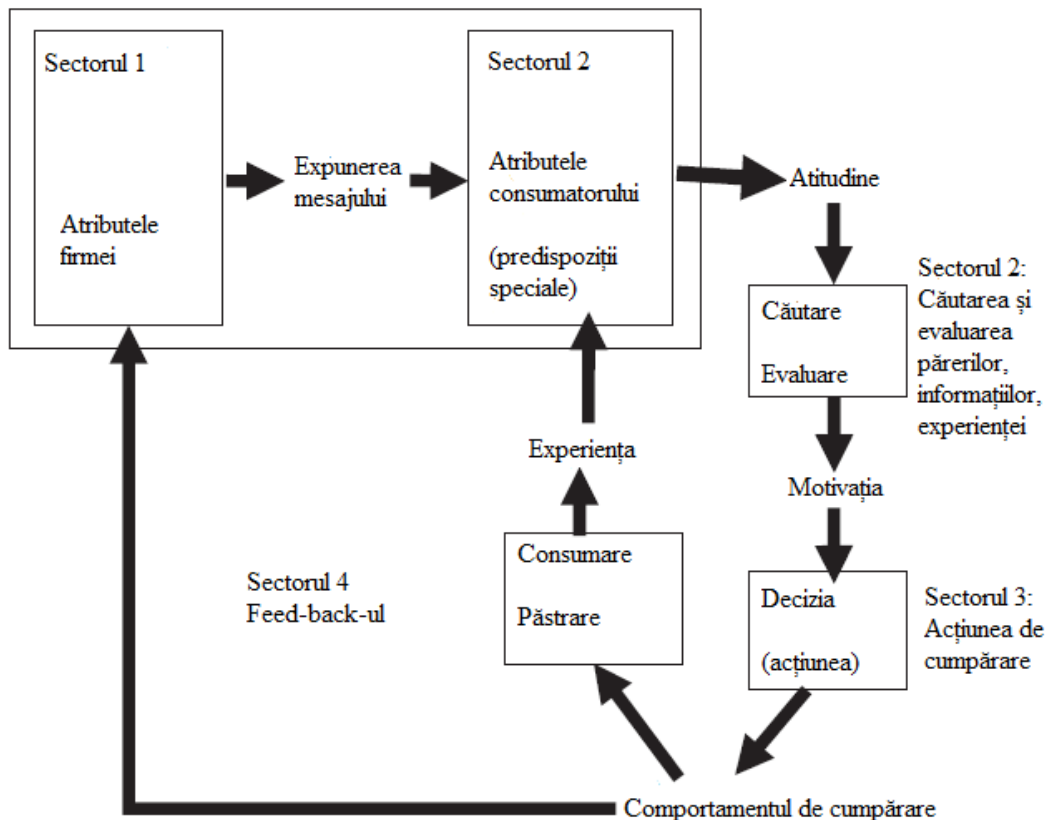 Sectorul 1
Atributele
firmei
Expunerea
mesajului
Sectorul 2
Atributele
consumatorului
(predispoziții
speciale)
Atitudine
Căutare
Evaluare
Sectorul 2:
Căutarea și
evaluarea
părerilor,
informațiilor,
experienței
Motivația
Decizia
(acțiunea)
Sectorul 3:
Acțiunea de
cumpărare
Experiența
Consumare
Păstrare
Sectorul 4
Feed-back-ul
Comportamentul de cumpărare